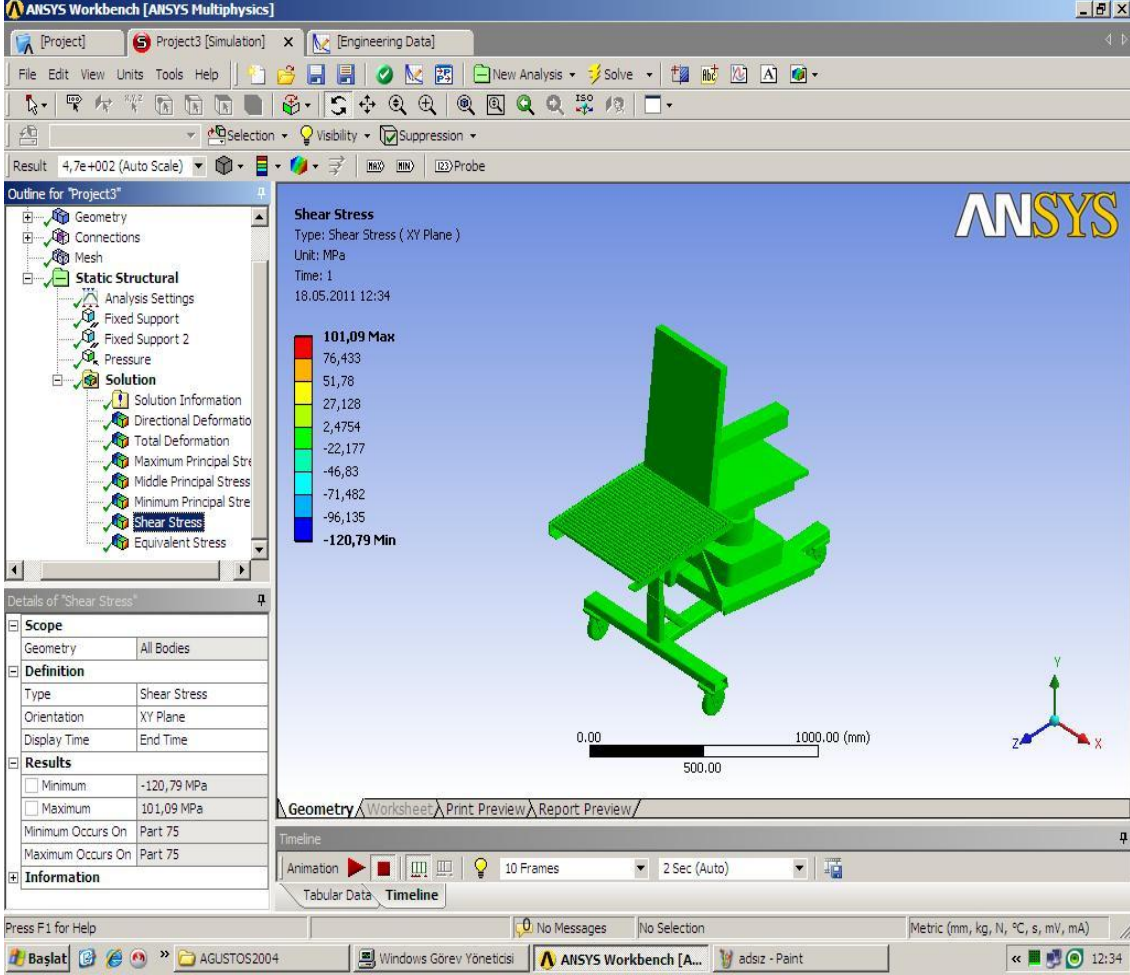 ANSYS Workbench [ANSYS Multiphysics]
[Project] Project3 [Simulation] [Engineering Data]
File Edit View Units Tools Help New Analysis Solve
ISO
Selection Visibility Suppression
Result 4,7e+002 (Auto Scale) MAX MIN Probe
Outline for "Project3"
Geometry
Connections
Mesh
Static Structural
Analysis Settings
Fixed Support
Fixed Support 2
Pressure
Solution
Solution Information
Directional Deformatio
Total Deformation
Maximum Principal Stre
Middle Principal Stress
Minimum Principal Stre
Shear Stress
Equivalent Stress
Details of "Shear Stress"
Scope
Geometry All Bodies
Definition
Type Shear Stress
Orientation XY Plane
Display Time End Time
Results
Minimum -120,79 MPa
Maximum 101,09 MPa
Minimum Occurs On Part 75
Maximum Occurs On Part 75
Information
Shear Stress
Type: Shear Stress ( XY Plane )
Unit: MPa
Time: 1
18.05.2011 12:34
101,09 Max
76,433
51,78
27,128
2,4754
-22,177
-46,83
-71,482
-96,135
-120,79 Min
ANSYS
0.00 1000.00 (mm)
500.00
Y
Z X
Geometry Worksheet Print Preview Report Preview
Timeline
Animation 10 Frames 2 Sec (Auto)
Tabular Data Timeline
Press F1 for Help 0 No Messages No Selection Metric (mm, kg, N, ºC, s, mV, mA)
Başlat » AGUSTOS2004 Windows Görev Yöneticisi ANSYS Workbench [A... adsız - Paint « 12:34